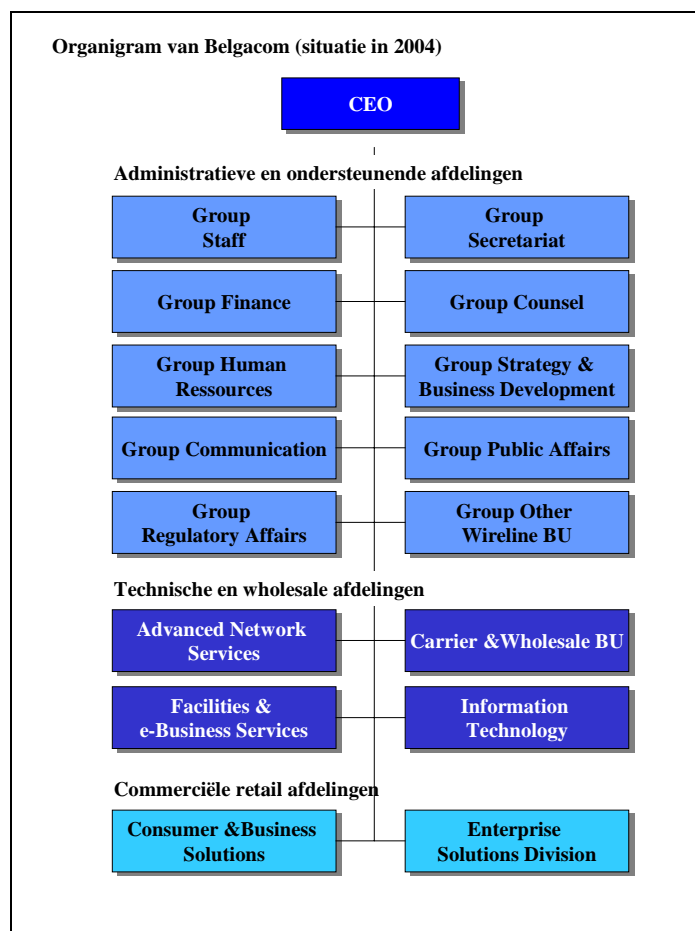 Organigram van Belgacom (situatie in 2004)
CEO
Administratieve en ondersteunende afdelingen
Group
Staff
Group
Secretariat
Group Finance
Group Counsel
Group Human
Ressources
Group Strategy &
Business Development
Group Communication
Group Public Affairs
Group
Regulatory Affairs
Group Other
Wireline BU
Technische en wholesale afdelingen
Advanced Network
Services
Carrier &Wholesale BU
Facilities &
e-Business Services
Information
Technology
Commerciële retail afdelingen
Consumer &Business
Solutions
Enterprise
Solutions Division